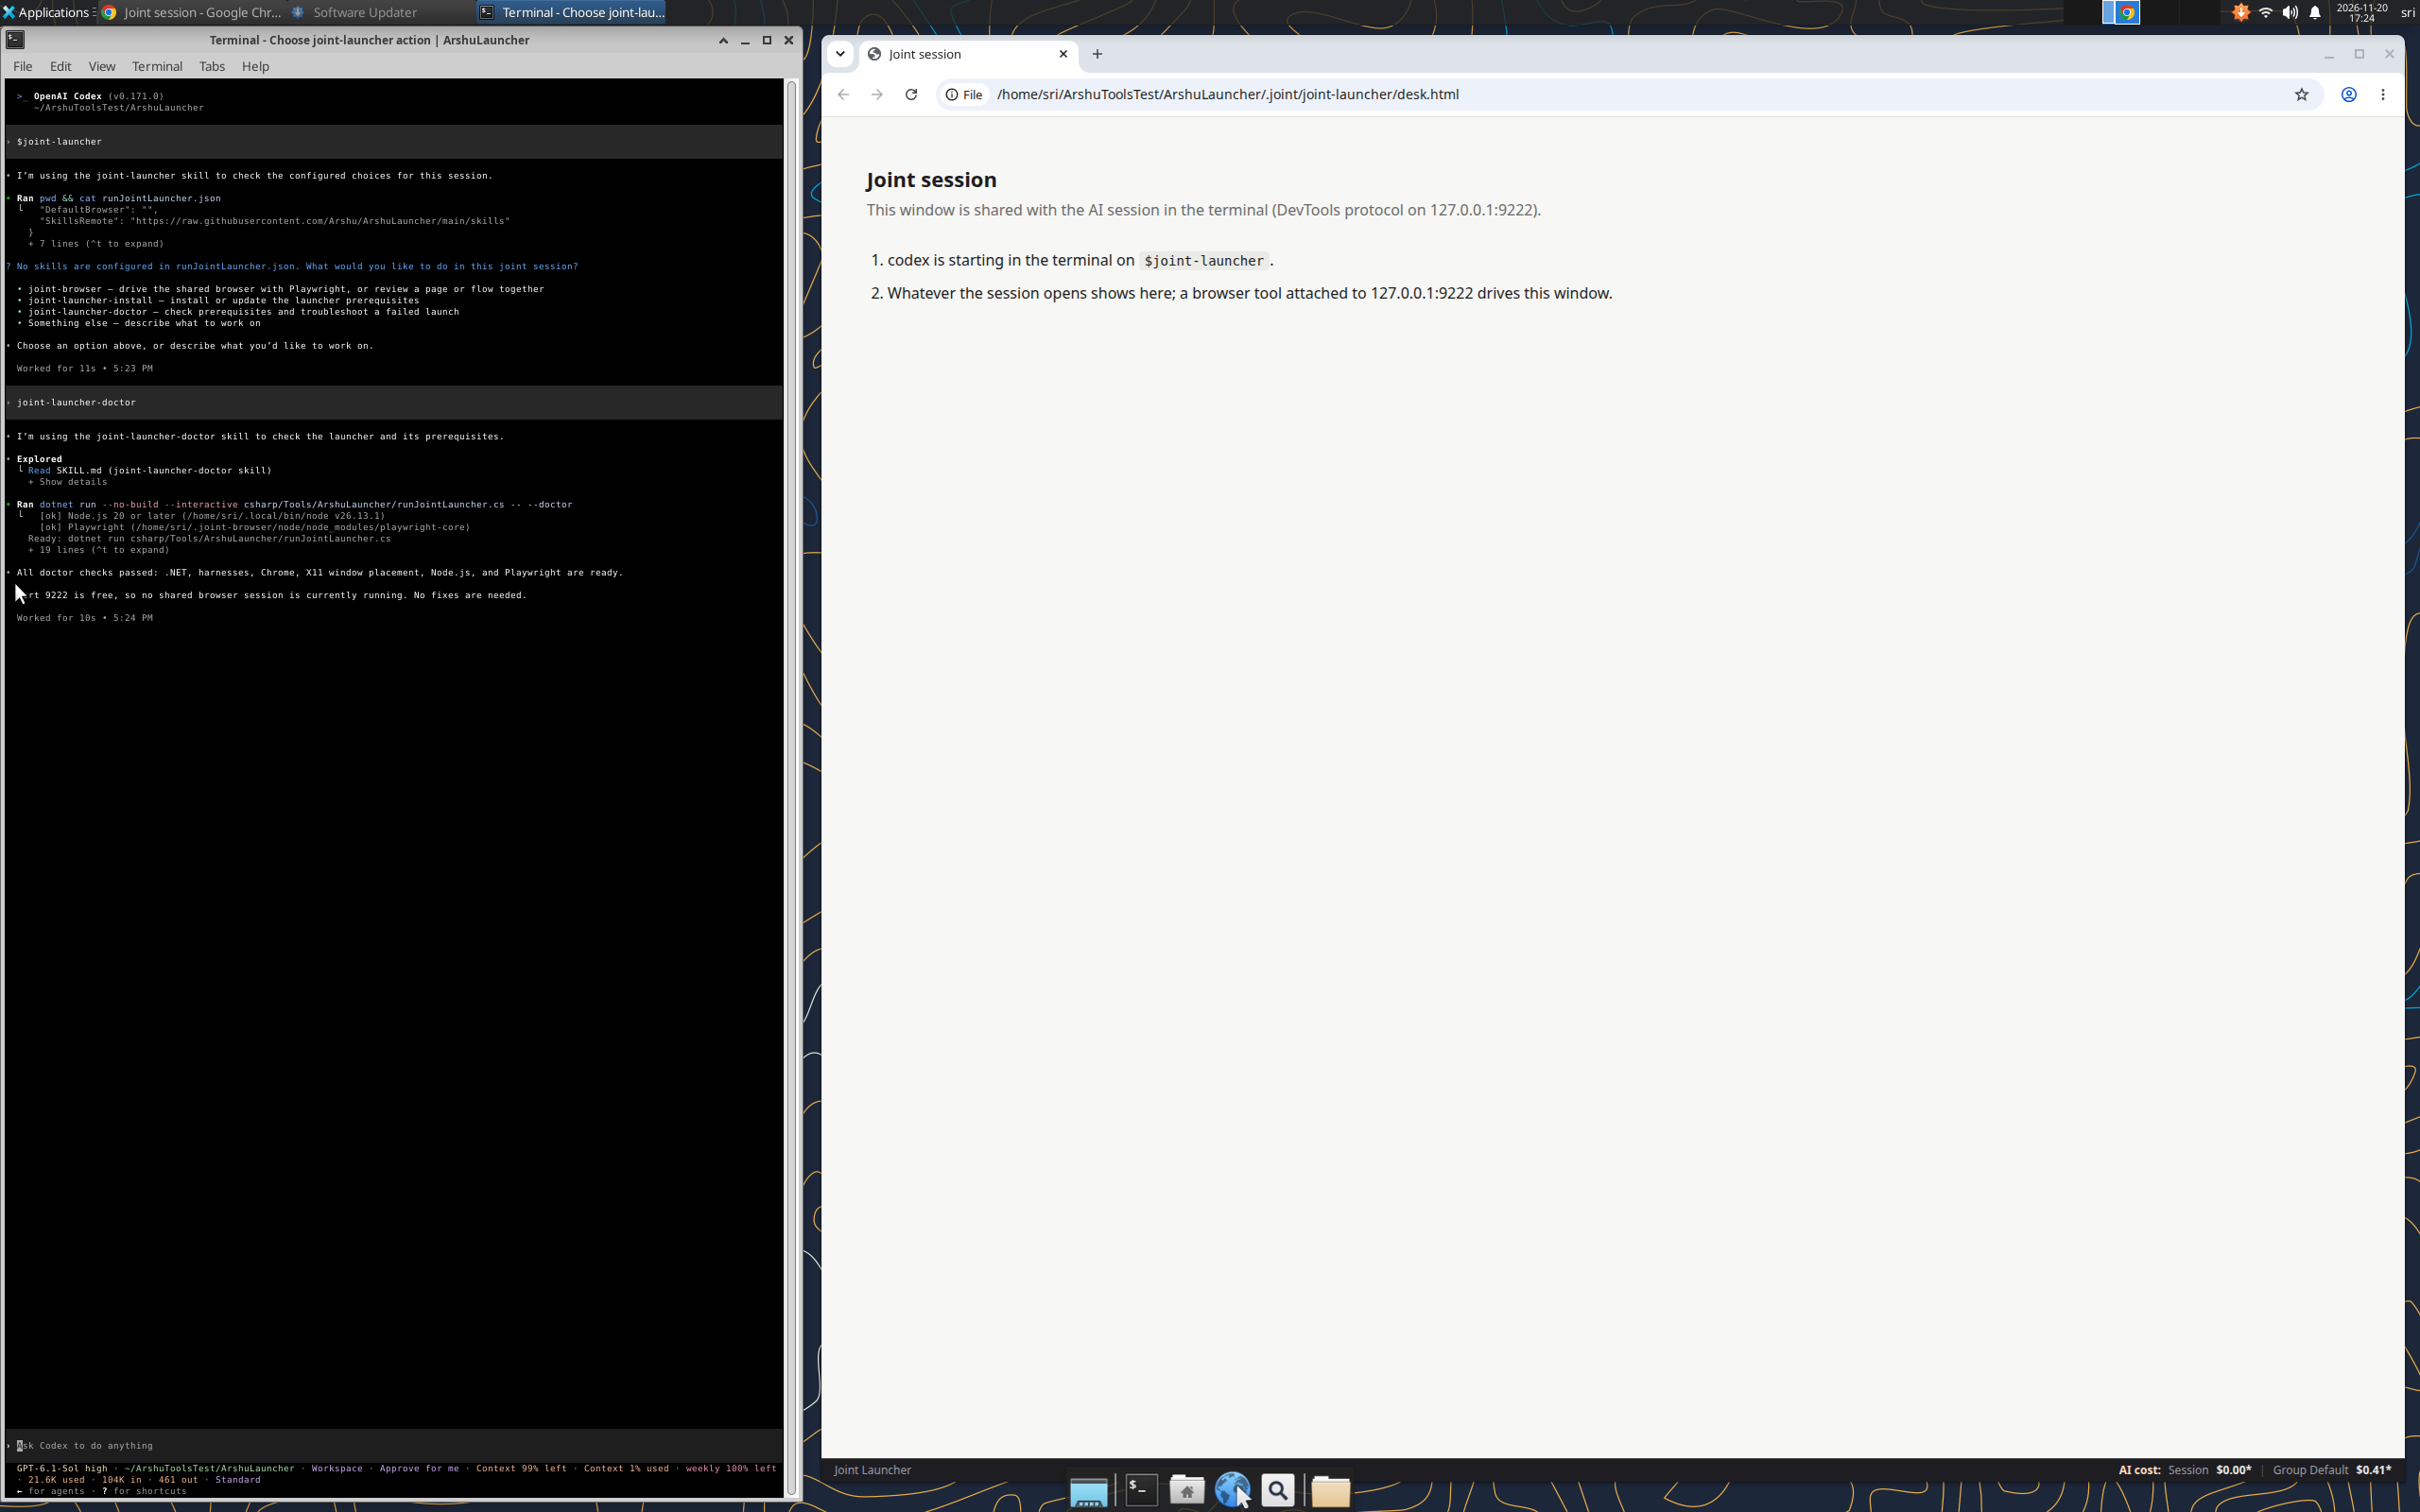 Applications
Joint session - Google Chr...
Software Updater
Terminal - Choose joint-lau...
2026-11-20
17:24
sri
Terminal - Choose joint-launcher action | ArshuLauncher
File Edit View Terminal Tabs Help
>_ OpenAI Codex (v0.171.0)
~/ArshuToolsTest/ArshuLauncher
› $joint-launcher
• I’m using the joint-launcher skill to check the configured choices for this session.
• Ran pwd && cat runJointLauncher.json
└ "DefaultBrowser": "",
"SkillsRemote": "https://raw.githubusercontent.com/Arshu/ArshuLauncher/main/skills"
}
+ 7 lines (^t to expand)
? No skills are configured in runJointLauncher.json. What would you like to do in this joint session?
• joint-browser — drive the shared browser with Playwright, or review a page or flow together
• joint-launcher-install — install or update the launcher prerequisites
• joint-launcher-doctor — check prerequisites and troubleshoot a failed launch
• Something else — describe what to work on
• Choose an option above, or describe what you’d like to work on.
Worked for 11s • 5:23 PM
› joint-launcher-doctor
• I’m using the joint-launcher-doctor skill to check the launcher and its prerequisites.
• Explored
└ Read SKILL.md (joint-launcher-doctor skill)
+ Show details
• Ran dotnet run --no-build --interactive csharp/Tools/ArshuLauncher/runJointLauncher.cs -- --doctor
└ [ok] Node.js 20 or later (/home/sri/.local/bin/node v26.13.1)
[ok] Playwright (/home/sri/.joint-browser/node/node_modules/playwright-core)
Ready: dotnet run csharp/Tools/ArshuLauncher/runJointLauncher.cs
+ 19 lines (^t to expand)
• All doctor checks passed: .NET, harnesses, Chrome, X11 window placement, Node.js, and Playwright are ready.
rt 9222 is free, so no shared browser session is currently running. No fixes are needed.
Worked for 10s • 5:24 PM
› Ask Codex to do anything
GPT-6.1-Sol high · ~/ArshuToolsTest/ArshuLauncher · Workspace · Approve for me · Context 99% left · Context 1% used · weekly 100% left
· 21.6K used · 104K in · 461 out · Standard
← for agents · ? for shortcuts
Joint session
File /home/sri/ArshuToolsTest/ArshuLauncher/.joint/joint-launcher/desk.html
Joint session
This window is shared with the AI session in the terminal (DevTools protocol on 127.0.0.1:9222).
1. codex is starting in the terminal on $joint-launcher.
2. Whatever the session opens shows here; a browser tool attached to 127.0.0.1:9222 drives this window.
Joint Launcher
AI cost: Session $0.00* | Group Default $0.41*